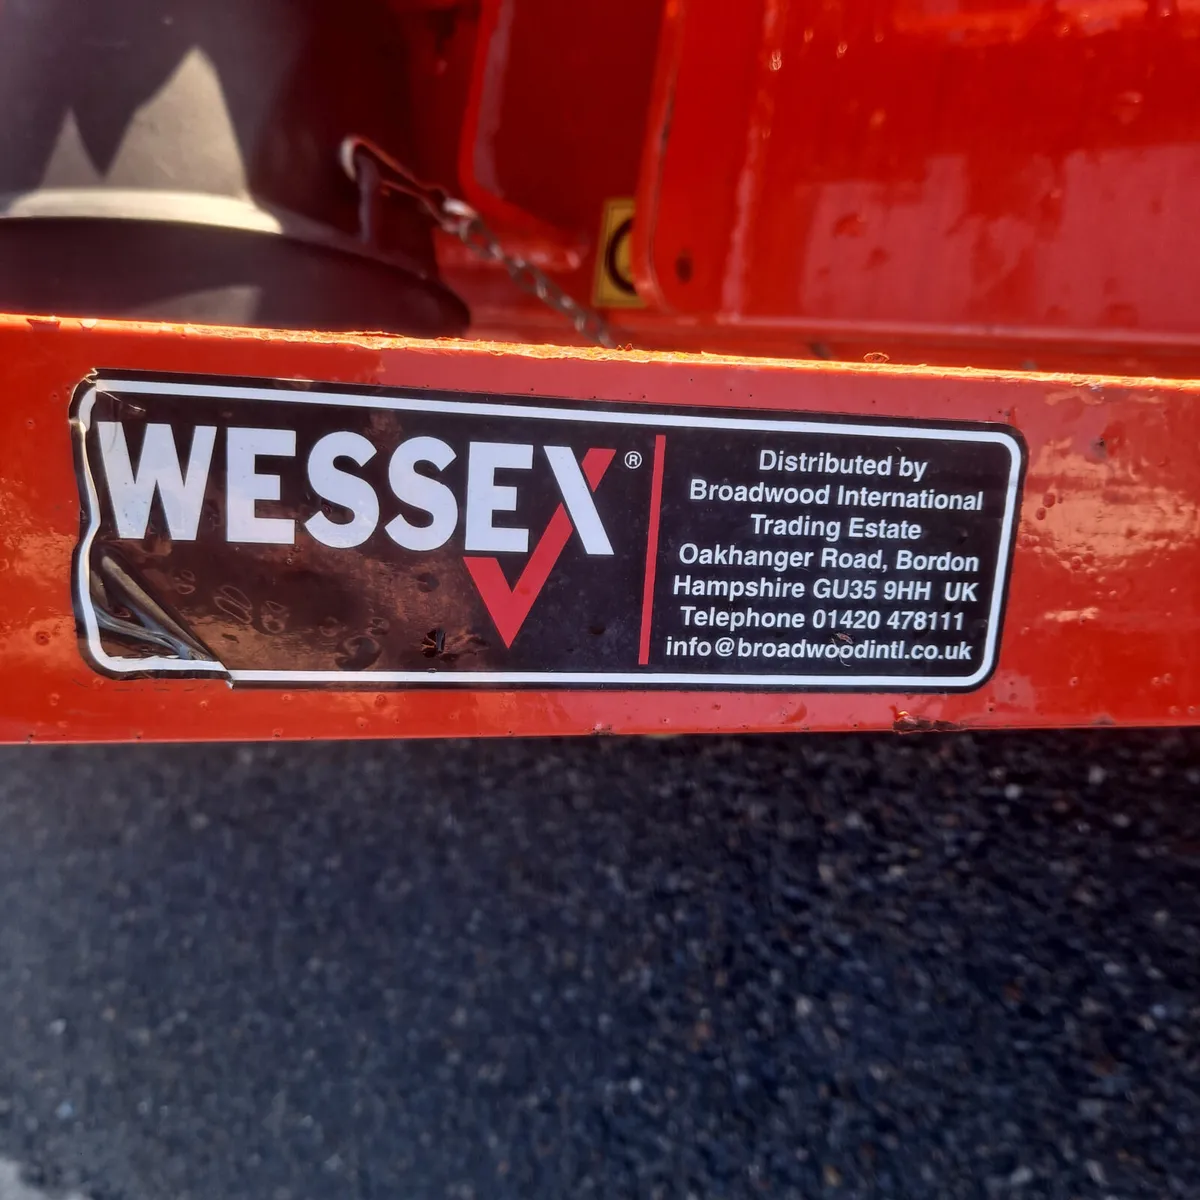 WESSEX®
Distributed by
Broadwood International
Trading Estate
Oakhanger Road, Bordon
Hampshire GU35 9HH UK
Telephone 01420 478111
info@broadwoodintl.co.uk